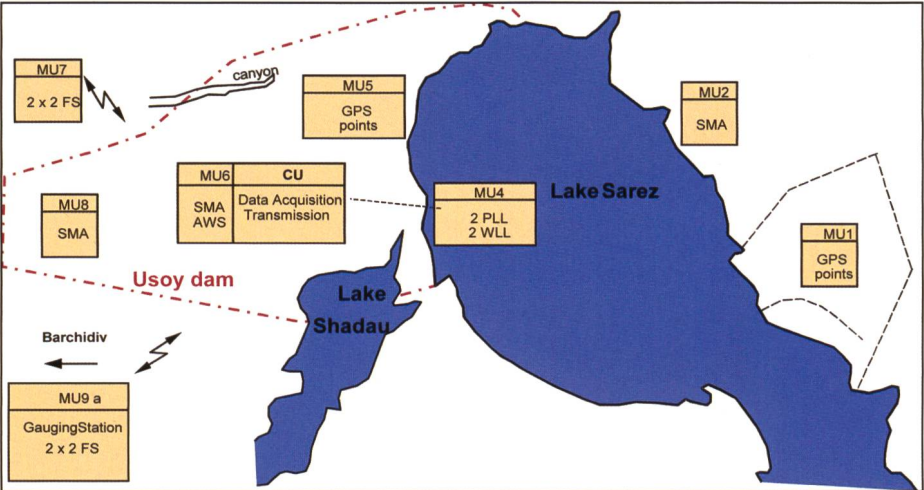 MU7
2 x 2 FS
canyon
MU5
GPS
points
MU2
SMA
MU6
SMA
AWS
CU
Data Acquisition
Transmission
MU4
2 PLL
2 WLL
Lake Sarez
MU8
SMA
MU1
GPS
points
Usoy dam
Lake
Shadau
Barchidiv
MU9 a
GaugingStation
2 x 2 FS